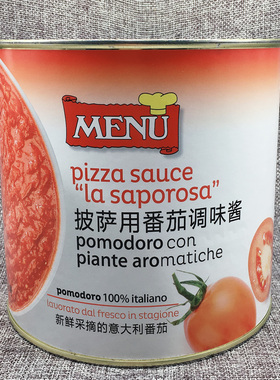 MENÙ
pizza sauce
"la saporosa"
披萨用番茄调味酱
pomodoro con
piante aromatiche
pomodoro 100% italiano
lavorato dal fresco in stagione
新鲜采摘的意大利番茄